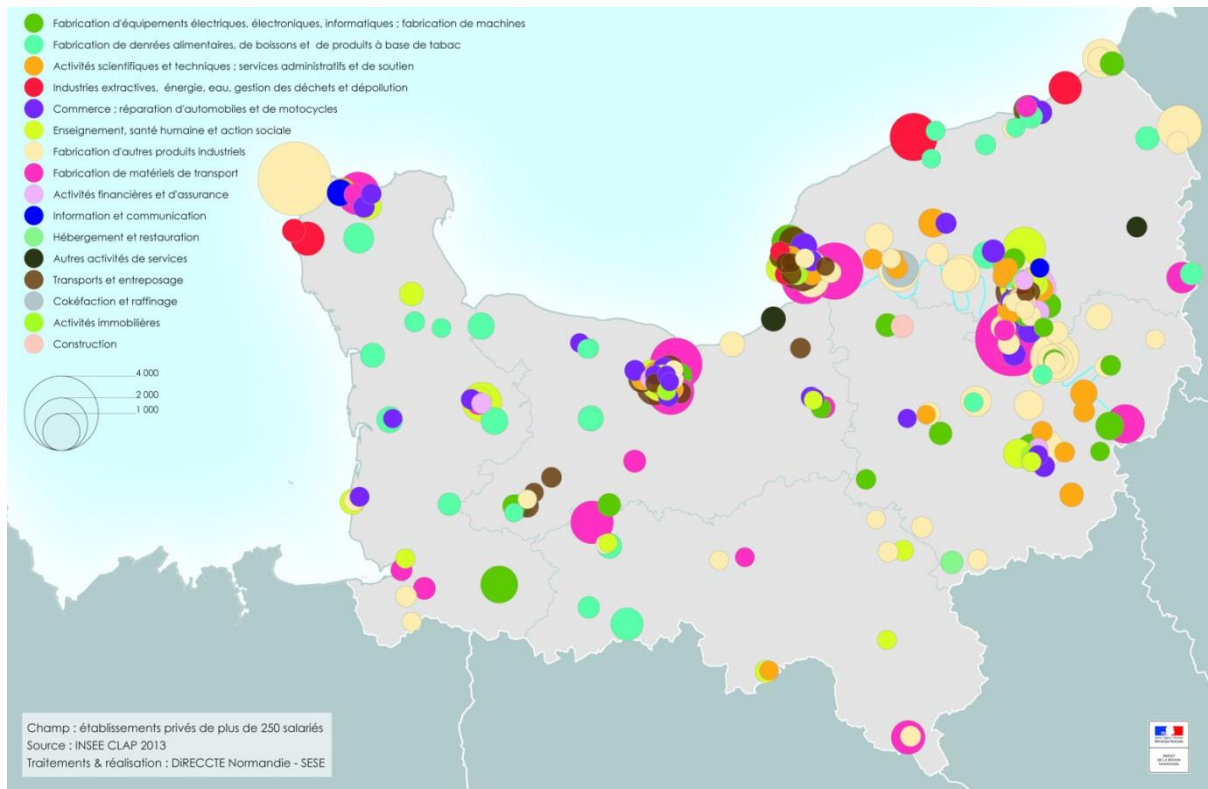 Fabrication d'équipements électriques, électroniques, informatiques ; fabrication de machines
Fabrication de denrées alimentaires, de boissons et de produits à base de tabac
Activités scientifiques et techniques ; services administratifs et de soutien
Industries extractives, énergie, eau, gestion des déchets et dépollution
Commerce ; réparation d'automobiles et de motocycles
Enseignement, santé humaine et action sociale
Fabrication d'autres produits industriels
Fabrication de matériels de transport
Activités financières et d'assurance
Information et communication
Hébergement et restauration
Autres activités de services
Transports et entreposage
Cokéfaction et raffinage
Activités immobilières
Construction
4 000
2 000
1 000
Champ : établissements privés de plus de 250 salariés
Source : INSEE CLAP 2013
Traitements & réalisation : DiRECCTE Normandie - SESE